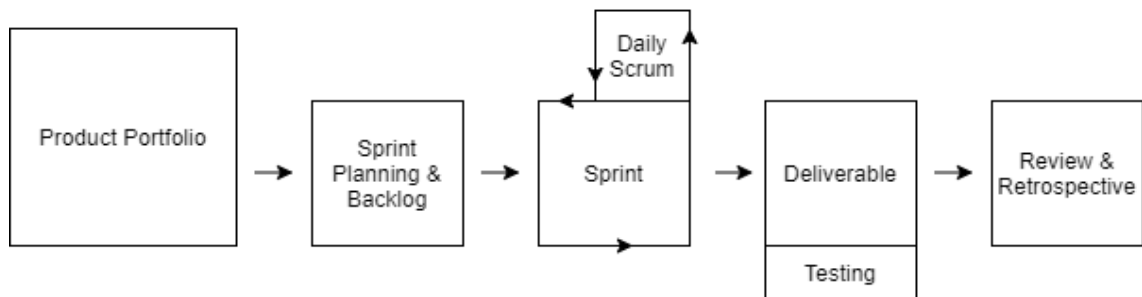 Product Portfolio
Sprint
Planning &
Backlog
Daily
Scrum
Sprint
Deliverable
Testing
Review &
Retrospective